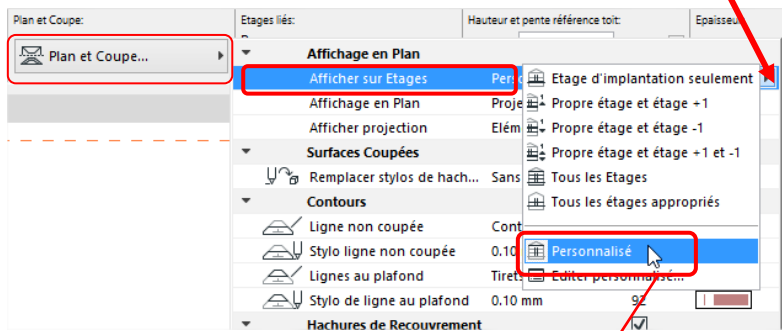 Plan et Coupe: Etages liés: Hauteur et pente référence toit: Epaisseu
Plan et Coupe...
Affichage en Plan
Afficher sur Etages Perso
Affichage en Plan Proje
Afficher projection Elém
Surfaces Coupées
Remplacer stylos de hach... Sans
Contours
Ligne non coupée Cont
Stylo ligne non coupée 0.10
Lignes au plafond Tiret
Stylo de ligne au plafond 0.10 mm 92
Hachures de Recouvrement
Etage d'implantation seulement
Propre étage et étage +1
Propre étage et étage -1
Propre étage et étage +1 et -1
Tous les Etages
Tous les étages appropriés
Personnalisé
Editer personnalisé...